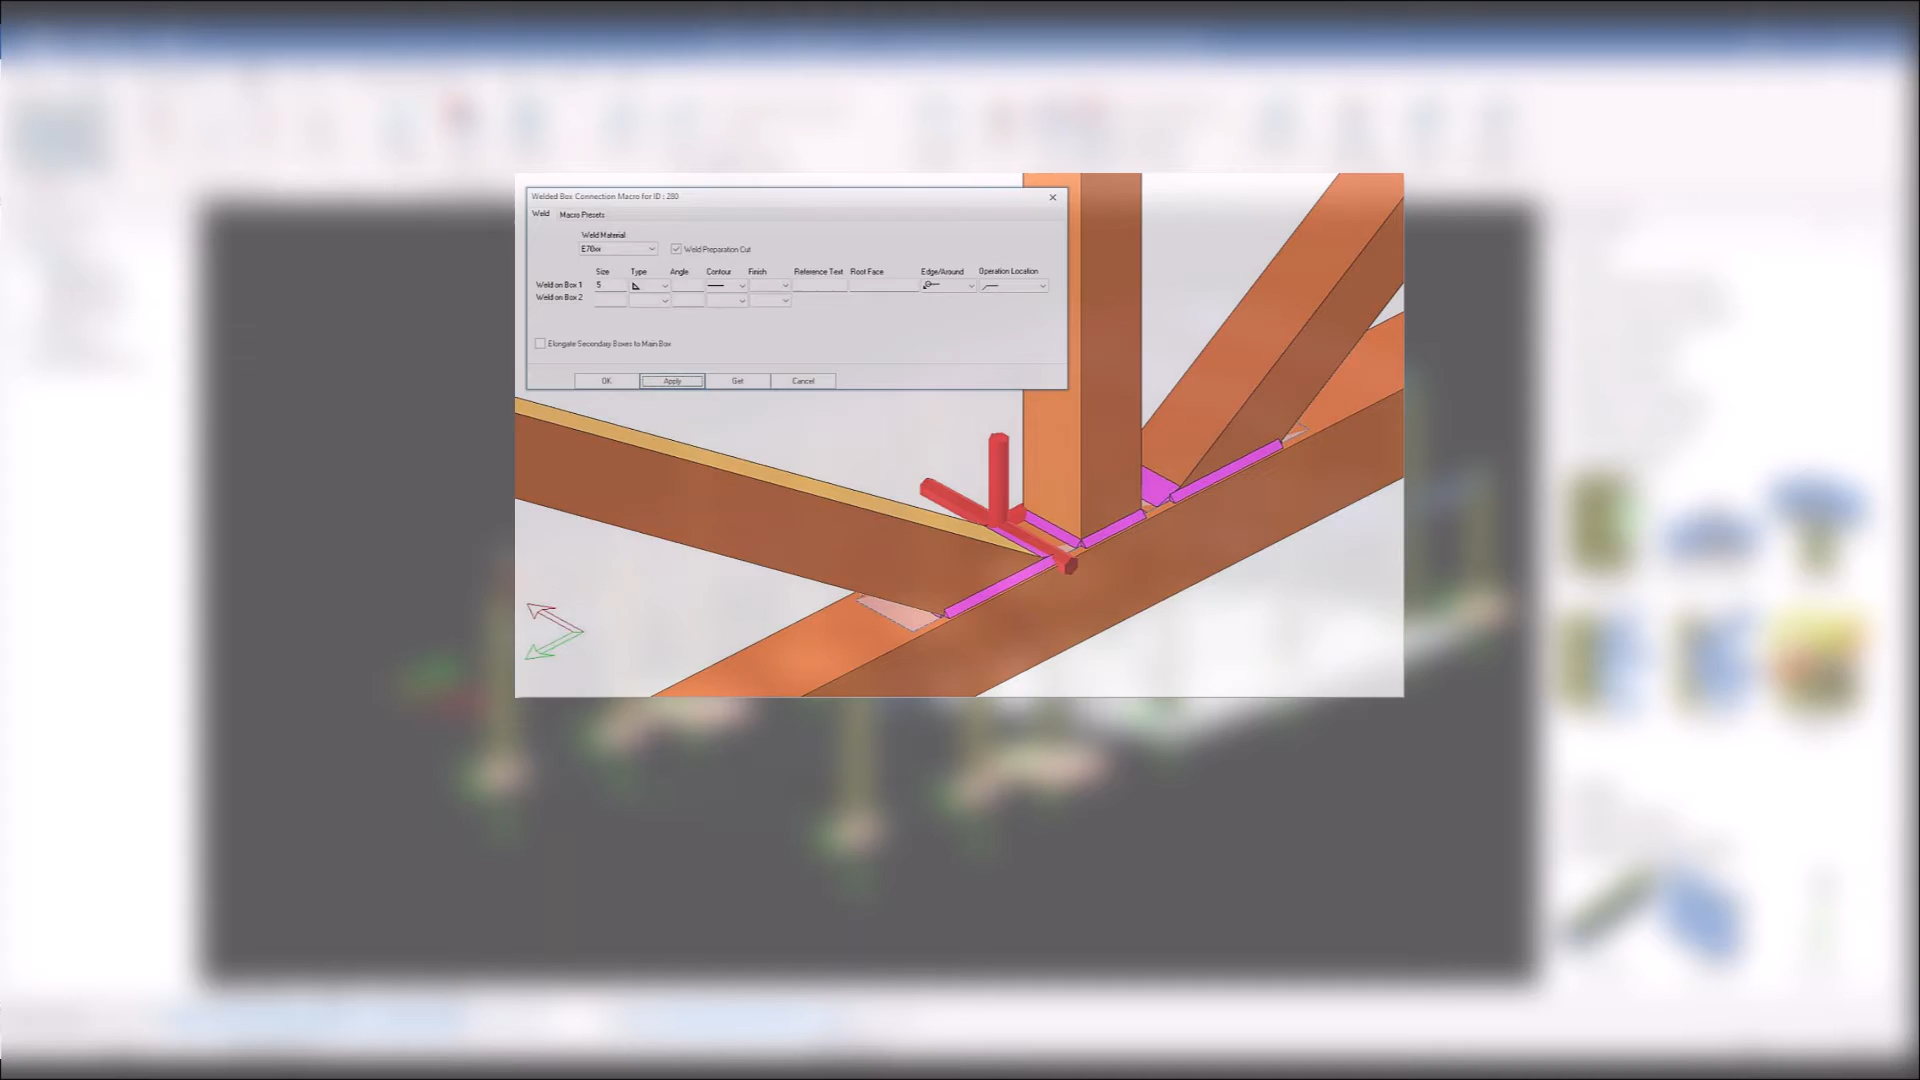 Welded Box Connection Macro for ID : 280
Weld Macro Presets
Weld Material
E70xx Weld Preparation Cut
Size Type Angle Contour Finish Reference Text Root Face Edge/Around Operation Location
Weld on Box 1 5
Weld on Box 2
Elongate Secondary Boxes to Main Box
OK Apply Get Cancel